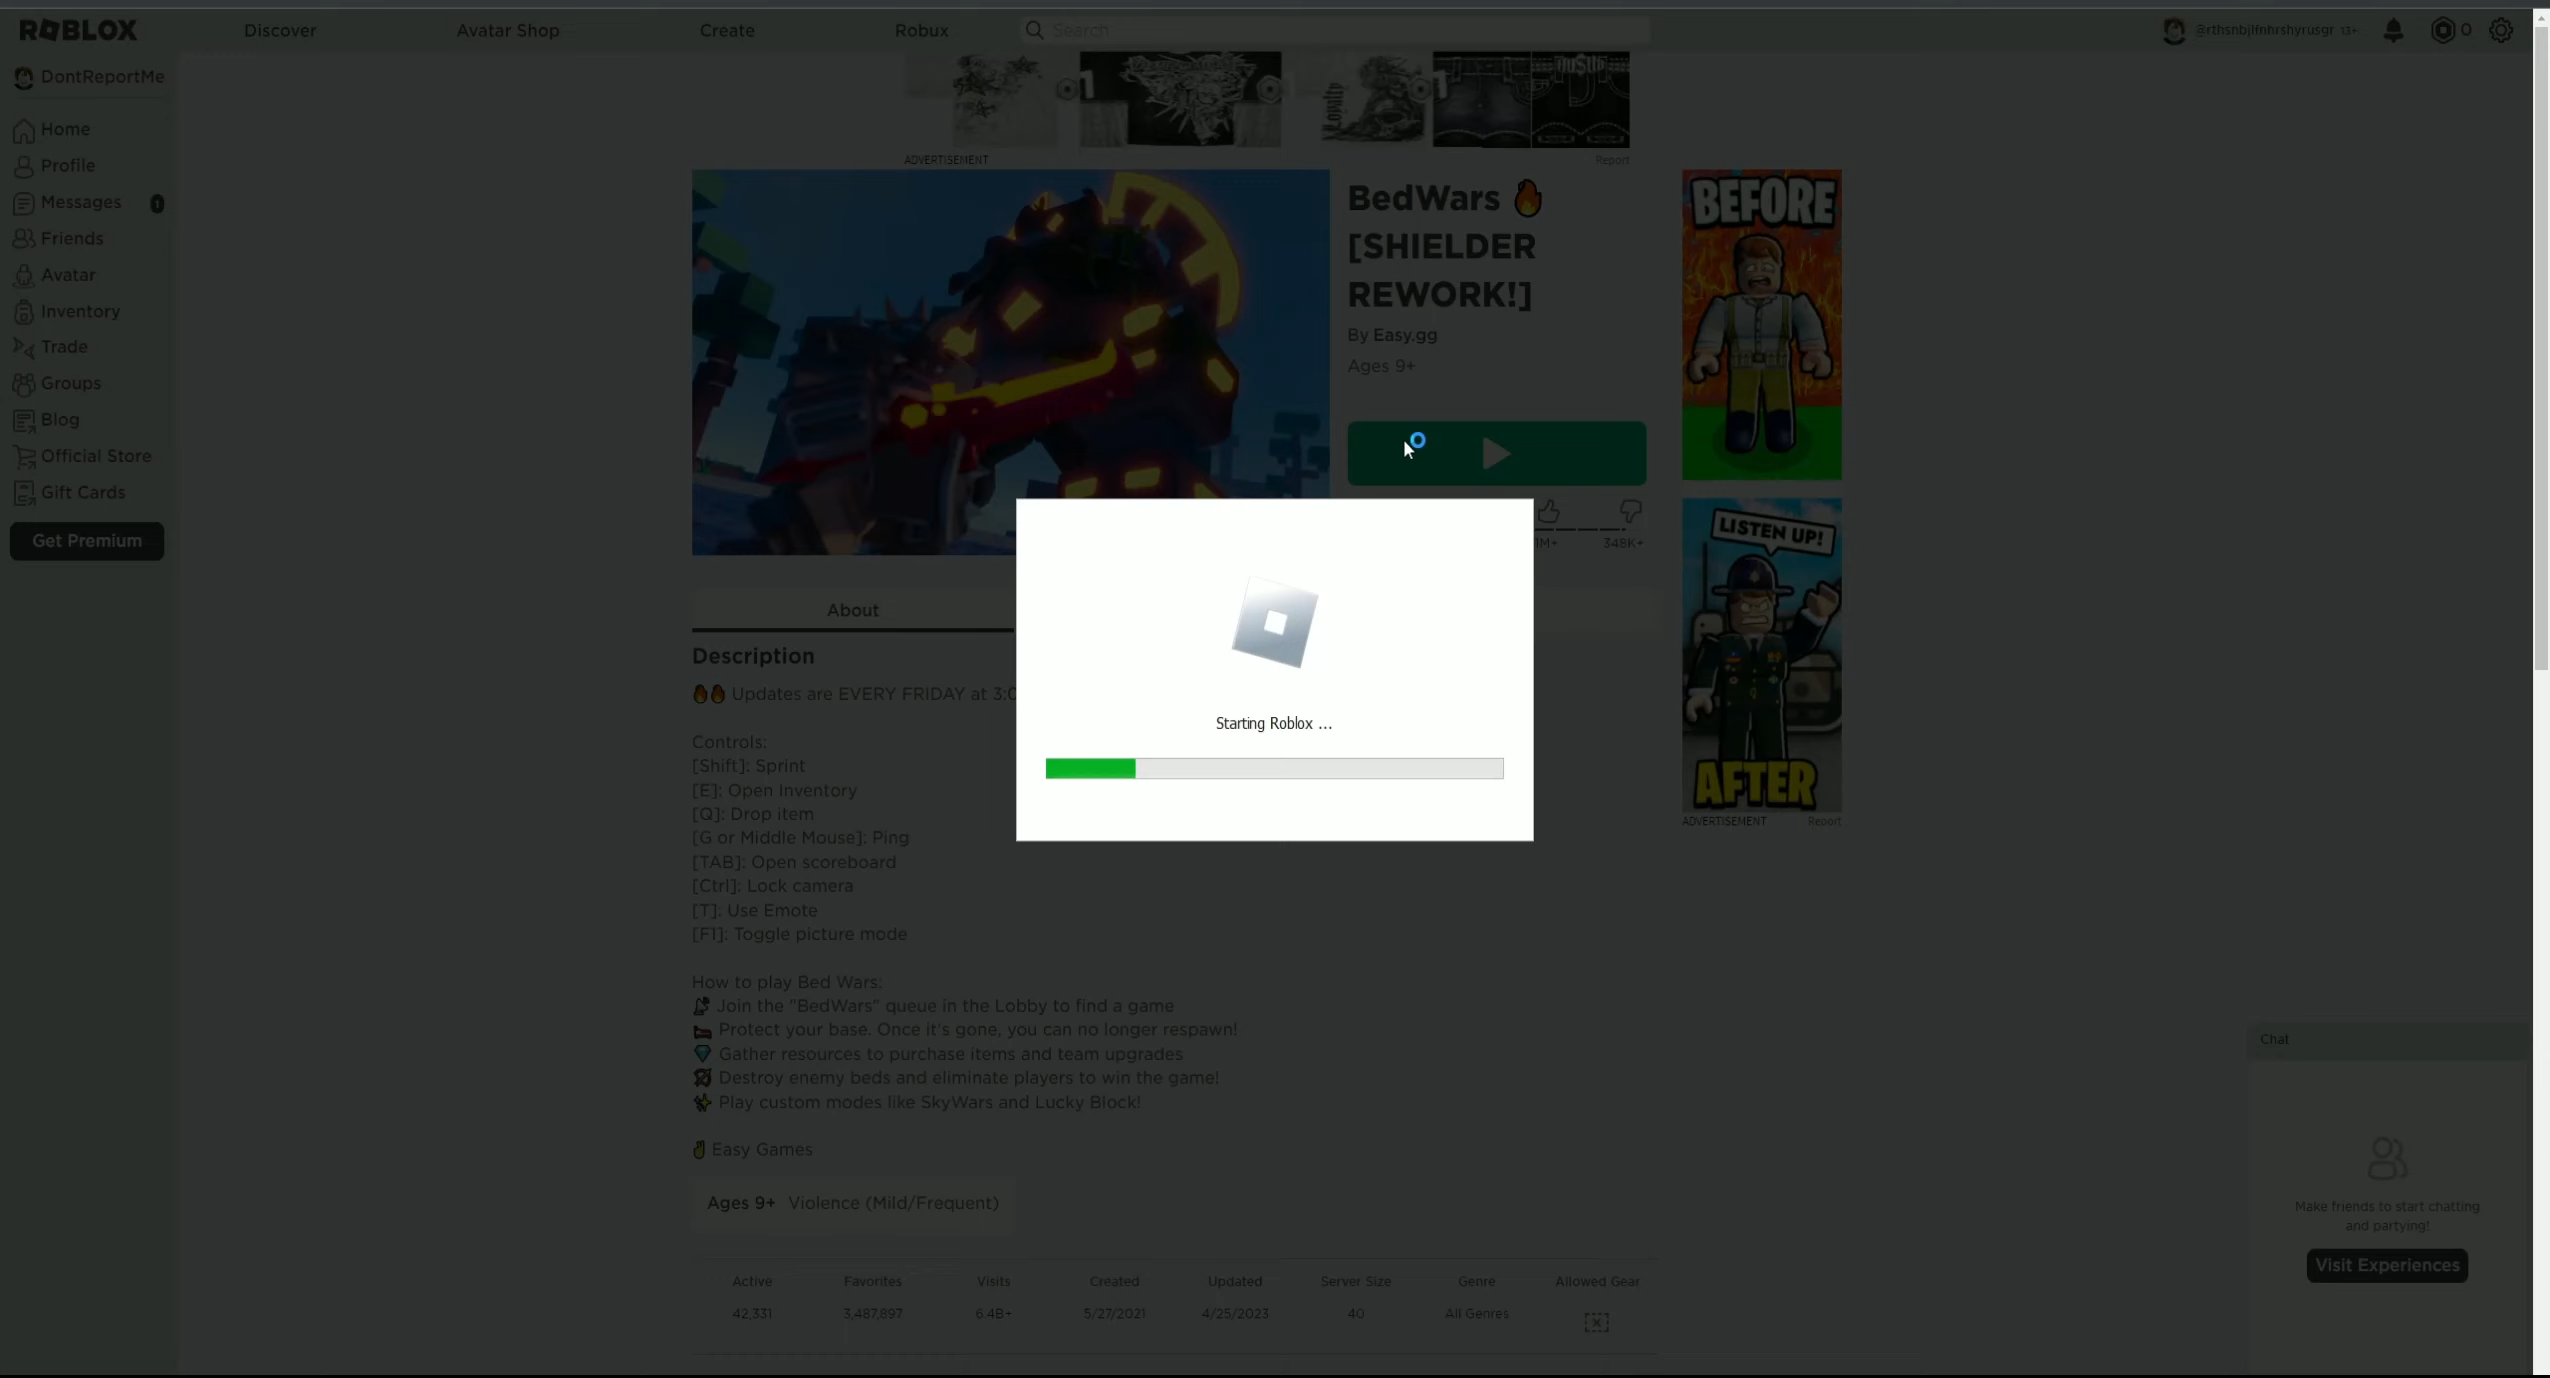 ROBLOX
Discover
Avatar Shop
Create
Robux
Search
@rthsnbjlfnhrshyrusgr 13+
0
DontReportMe
Home
Profile
Messages
1
Friends
Avatar
Inventory
Trade
Groups
Blog
Official Store
Gift Cards
Get Premium
Loyalty
ADVERTISEMENT
Report
BedWars 🔥
[SHIELDER
REWORK!]
By Easy.gg
Ages 9+
1M+
348K+
BEFORE
LISTEN UP!
AFTER
ADVERTISEMENT
Report
Starting Roblox ...
About
Description
🔥🔥 Updates are EVERY FRIDAY at 3:0
Controls:
[Shift]: Sprint
[E]: Open Inventory
[Q]: Drop item
[G or Middle Mouse]: Ping
[TAB]: Open scoreboard
[Ctrl]: Lock camera
[T]: Use Emote
[F1]: Toggle picture mode
How to play Bed Wars:
Join the "BedWars" queue in the Lobby to find a game
🛏️ Protect your base. Once it's gone, you can no longer respawn!
💎 Gather resources to purchase items and team upgrades
Destroy enemy beds and eliminate players to win the game!
✨ Play custom modes like SkyWars and Lucky Block!
✌ Easy Games
Ages 9+ Violence (Mild/Frequent)
Active Favorites Visits Created Updated Server Size Genre Allowed Gear
42,331 3,487,897 6.4B+ 5/27/2021 4/25/2023 40 All Genres
Chat
Make friends to start chatting
and partying!
Visit Experiences